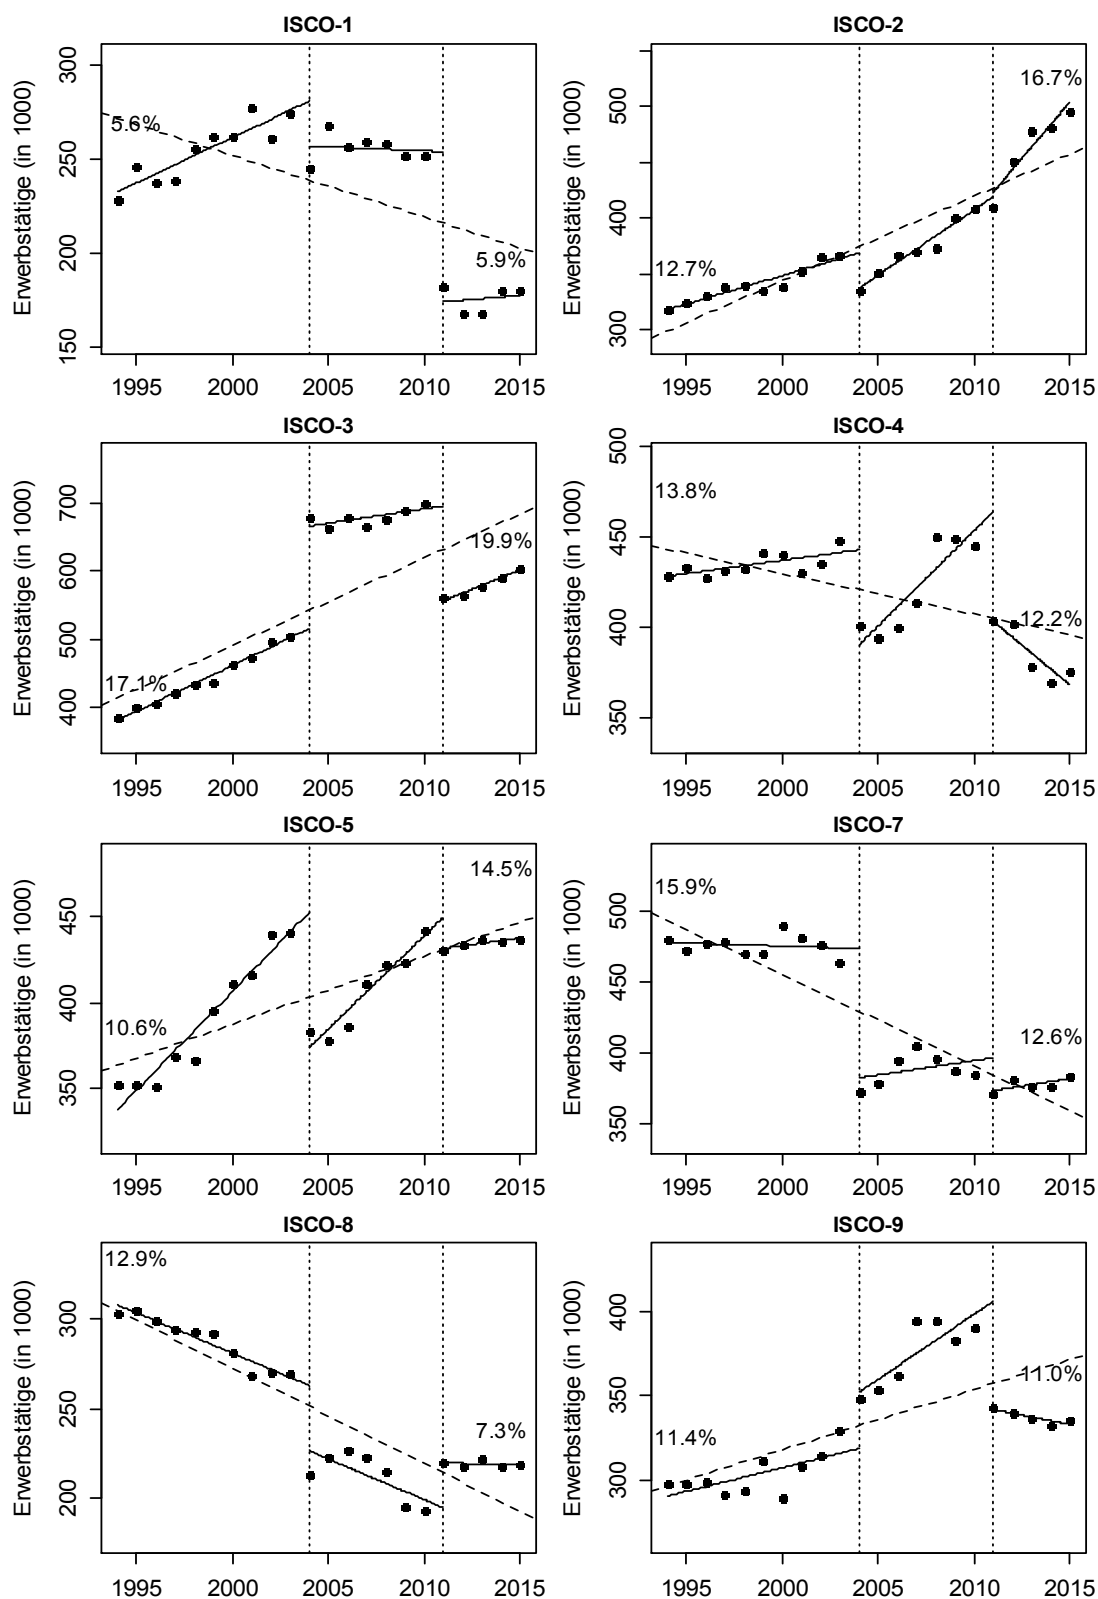 ISCO-1
Erwerbstätige (in 1000)
300
250
200
150
5.6%
5.9%
1995 2000 2005 2010 2015
ISCO-2
Erwerbstätige (in 1000)
500
400
300
12.7%
16.7%
1995 2000 2005 2010 2015
ISCO-3
Erwerbstätige (in 1000)
700
600
500
400
17.1%
19.9%
1995 2000 2005 2010 2015
ISCO-4
Erwerbstätige (in 1000)
500
450
400
350
13.8%
12.2%
1995 2000 2005 2010 2015
ISCO-5
Erwerbstätige (in 1000)
450
400
350
10.6%
14.5%
1995 2000 2005 2010 2015
ISCO-7
Erwerbstätige (in 1000)
500
450
400
350
15.9%
12.6%
1995 2000 2005 2010 2015
ISCO-8
Erwerbstätige (in 1000)
300
250
200
12.9%
7.3%
1995 2000 2005 2010 2015
ISCO-9
Erwerbstätige (in 1000)
400
350
300
11.4%
11.0%
1995 2000 2005 2010 2015